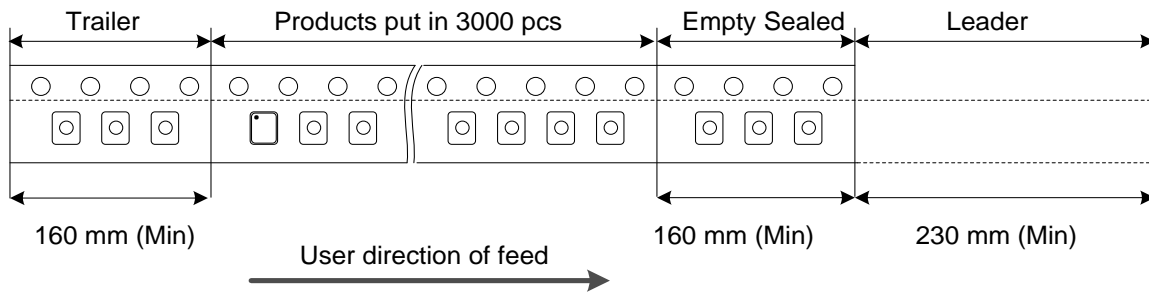 Trailer
Products put in 3000 pcs
Empty Sealed
Leader
160 mm (Min)
160 mm (Min)
230 mm (Min)
User direction of feed